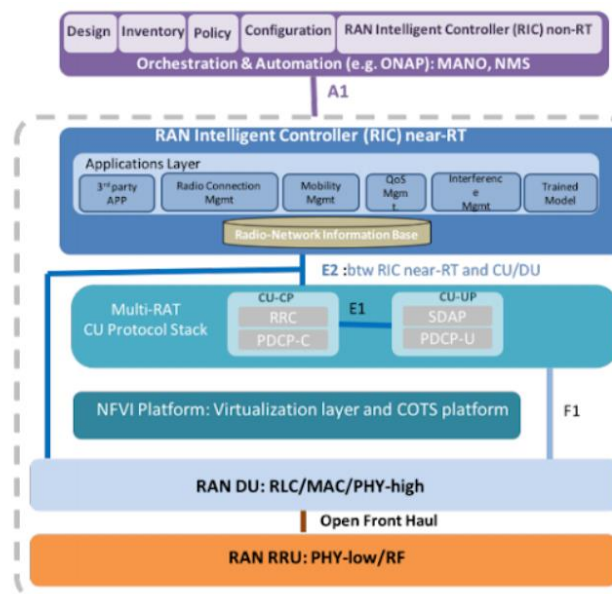 Design
Inventory
Policy
Configuration
RAN Intelligent Controller (RIC) non-RT
Orchestration & Automation (e.g. ONAP): MANO, NMS
A1
RAN Intelligent Controller (RIC) near-RT
Applications Layer
3rd party
APP
Radio Connection
Mgmt
Mobility
Mgmt
QoS
Mgm
t.
Interferenc
e
Mgmt
Trained
Model
Radio-Network Information Base
E2 :btw RIC near-RT and CU/DU
Multi-RAT
CU Protocol Stack
CU-CP
RRC
PDCP-C
E1
CU-UP
SDAP
PDCP-U
NFVI Platform: Virtualization layer and COTS platform
F1
RAN DU: RLC/MAC/PHY-high
Open Front Haul
RAN RRU: PHY-low/RF